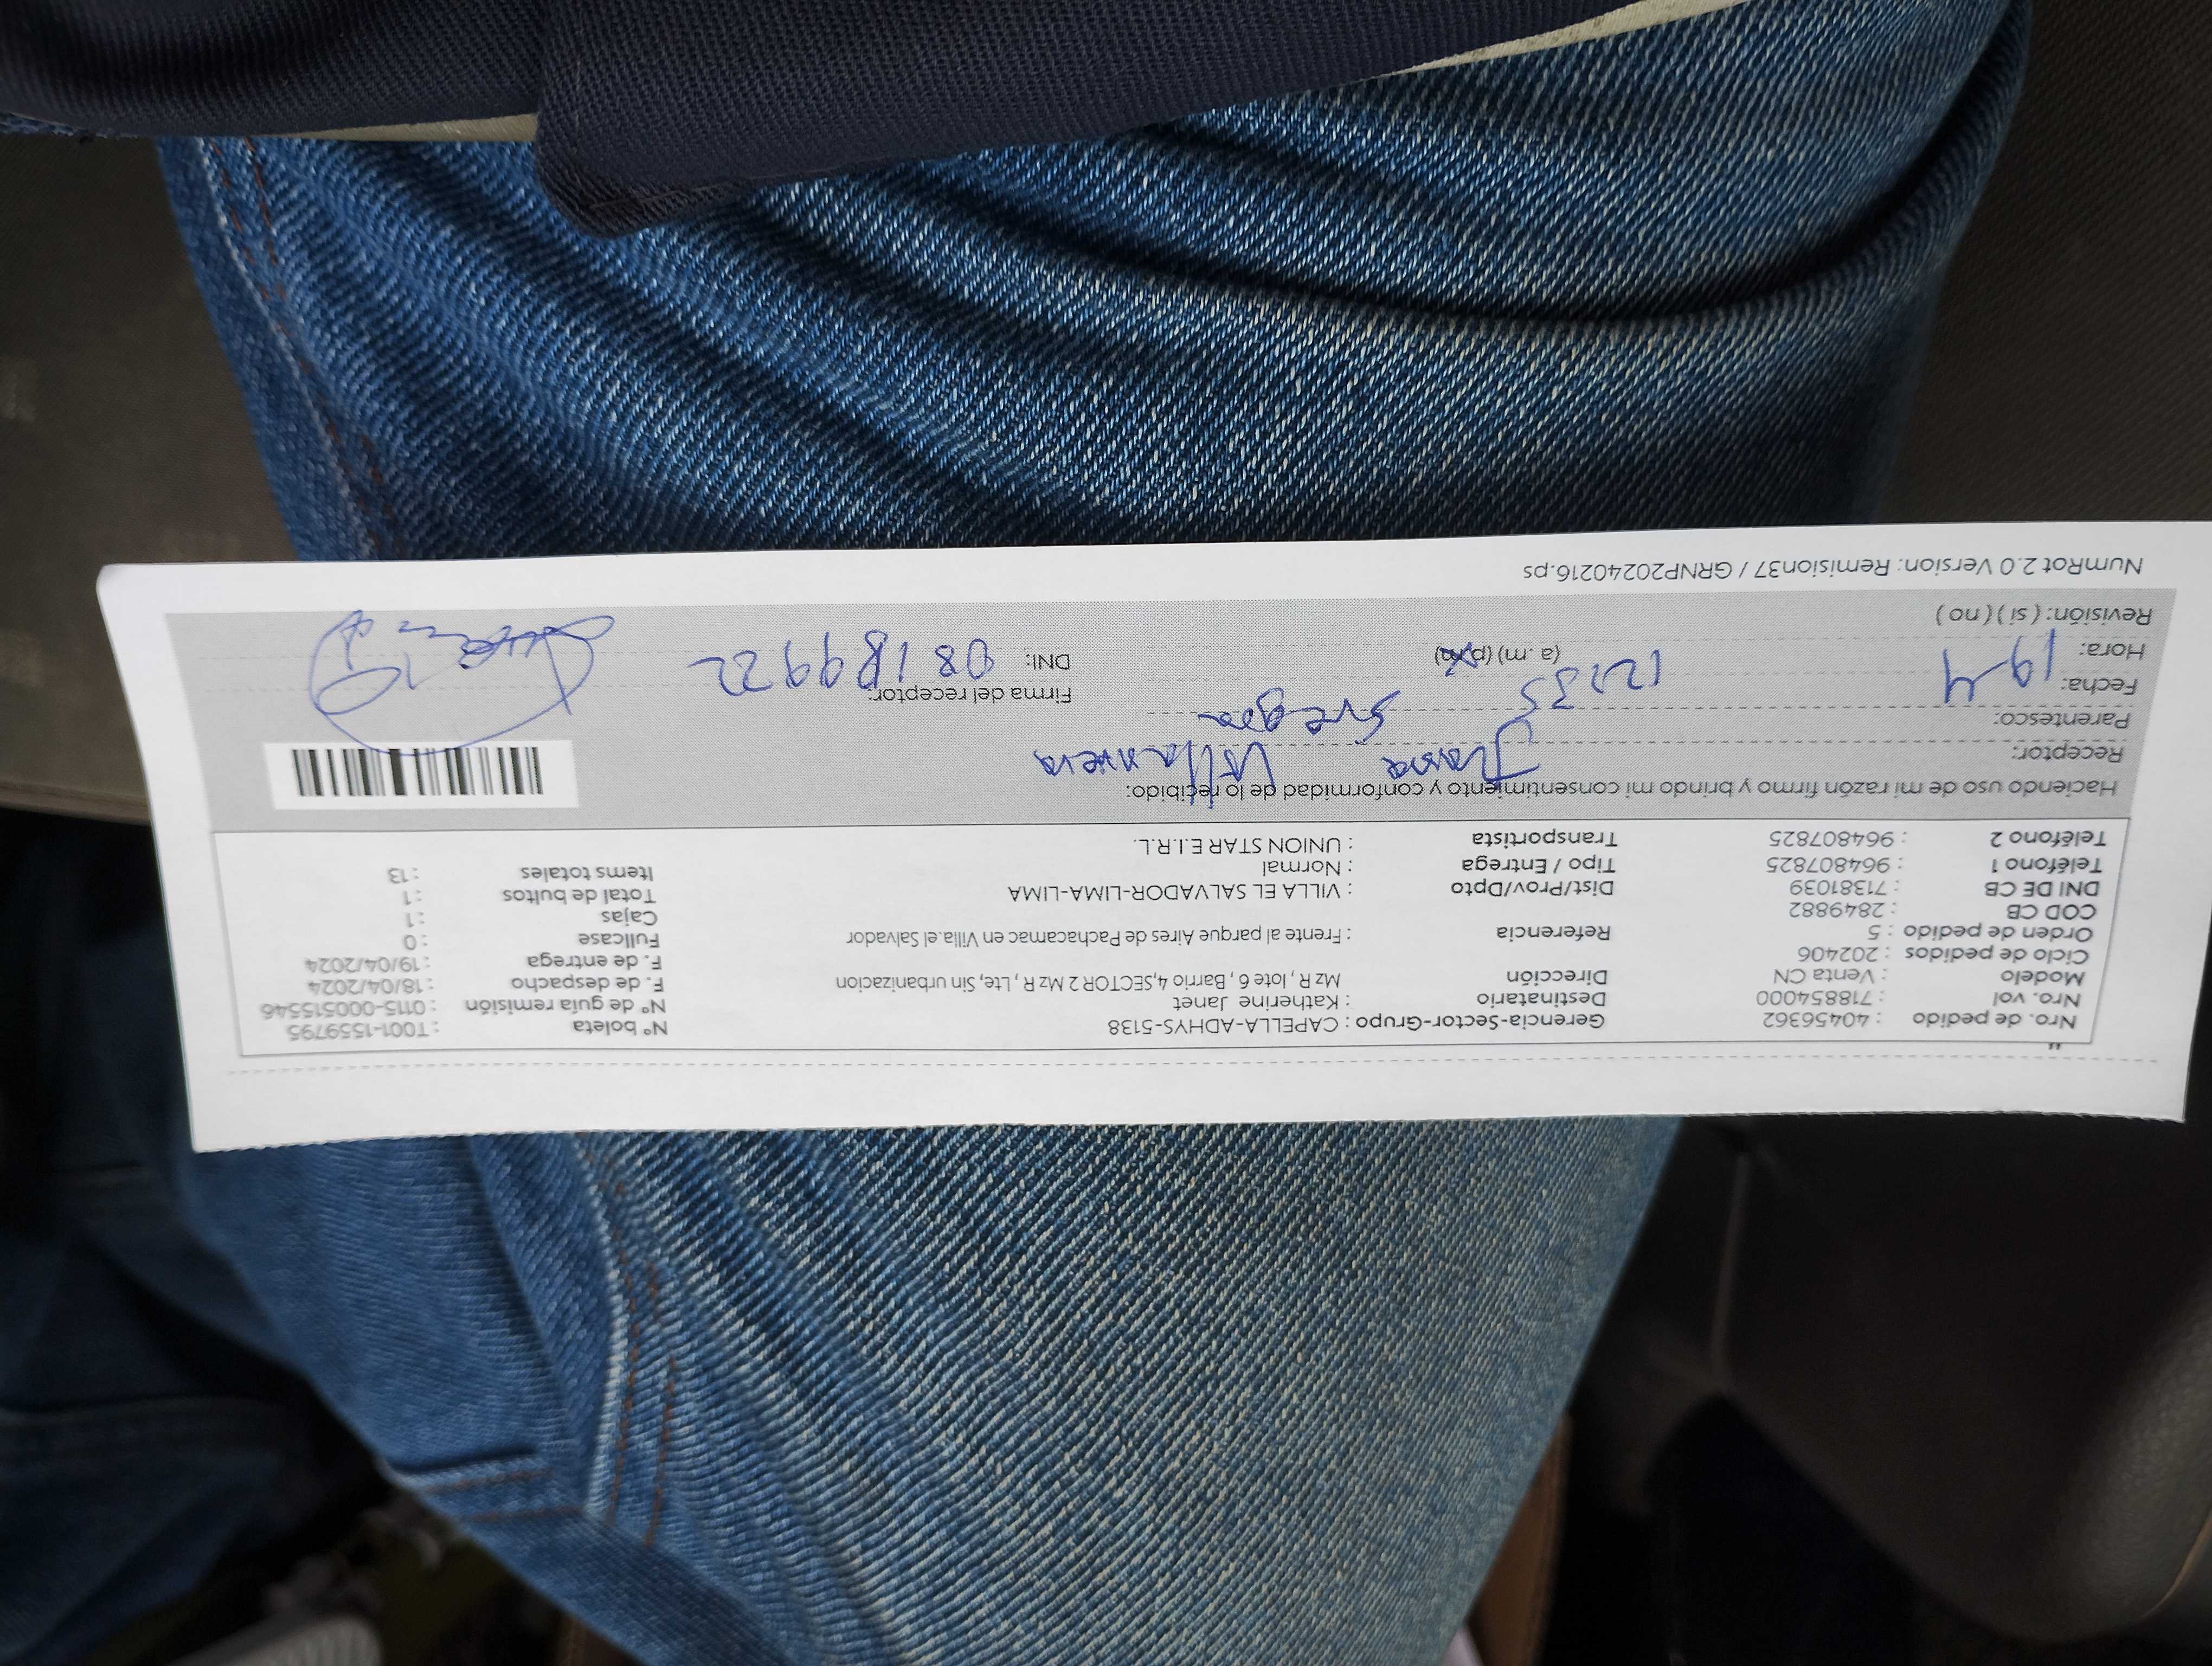 Nro. de pedido : 40456362 Gerencia-Sector-Grupo : CAPELLA-ADHYS-5138 N° boleta : T001-1559795
Nro. vol : 718854000 Destinatario : Katherine Janet N° de guía remisión : 0115-000515546
Modelo : Venta CN Dirección Mz R , lote 6 , Barrio 4,SECTOR 2 Mz R , Lte, Sin urbanizacion F. de despacho : 18/04/2024
Ciclo de pedidos : 202406 F. de entrega : 19/04/2024
Orden de pedido : 5 Referencia : Frente al parque Aires de Pachacamac en Villa.el.Salvador Fullcase : 0
COD CB : 2849882 Cajas : 1
DNI DE CB : 71381039 Dist/Prov/Dpto : VILLA EL SALVADOR-LIMA-LIMA Total de bultos : 1
Teléfono 1 : 964807825 Tipo / Entrega : Normal Items totales : 13
Teléfono 2 : 964807825 Transportista : UNION STAR E.I.R.L.
Haciendo uso de mi razón firmo y brindo mi consentimiento y conformidad de lo recibido:
Receptor: Villanueva
Parentesco: Suegra
Fecha: 19-4 12:35 Firma del receptor:
Hora: (a. m) (p.m) DNI: 08189922
Revisión: ( si ) ( no )
NumRot 2.0 Version: Remision37 / GRNP20240216.ps